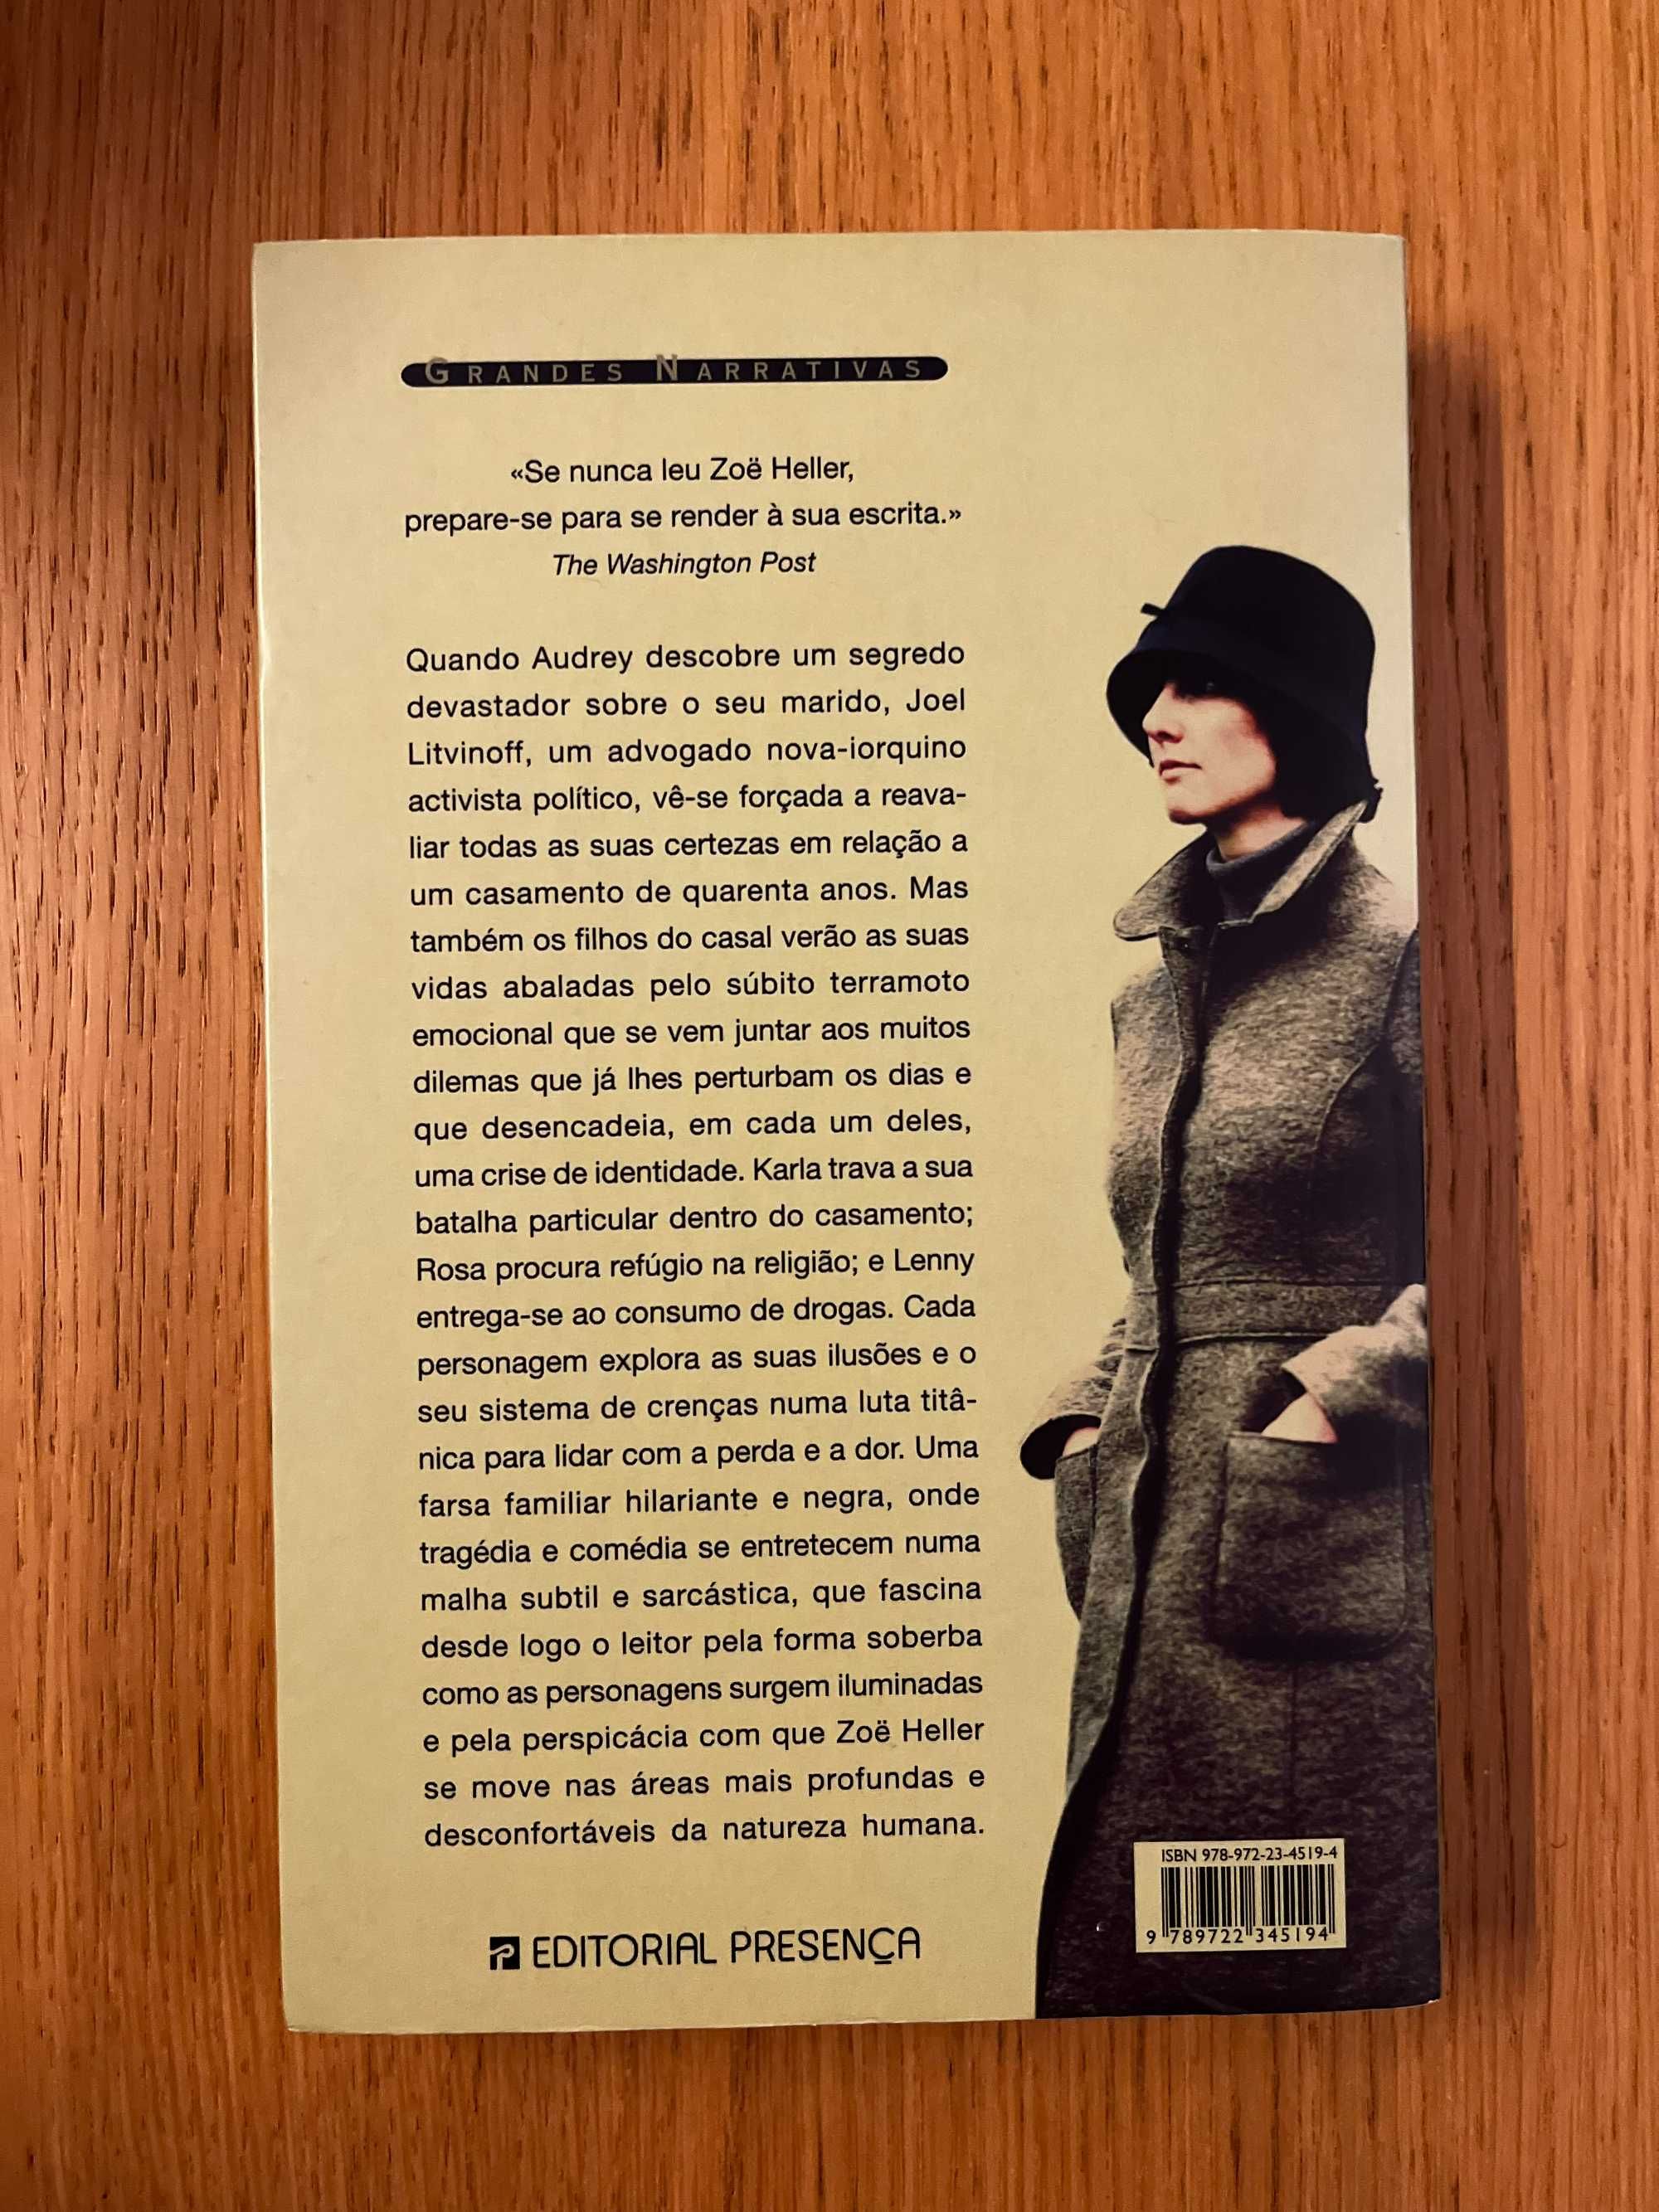 GRANDES NARRATIVAS
«Se nunca leu Zoë Heller,
prepare-se para se render à sua escrita.»
The Washington Post
Quando Audrey descobre um segredo
devastador sobre o seu marido, Joel
Litvinoff, um advogado nova-iorquino
activista político, vê-se forçada a reava-
liar todas as suas certezas em relação a
um casamento de quarenta anos. Mas
também os filhos do casal verão as suas
vidas abaladas pelo súbito terramoto
emocional que se vem juntar aos muitos
dilemas que já lhes perturbam os dias e
que desencadeia, em cada um deles,
uma crise de identidade. Karla trava a sua
batalha particular dentro do casamento;
Rosa procura refúgio na religião; e Lenny
entrega-se ao consumo de drogas. Cada
personagem explora as suas ilusões e o
seu sistema de crenças numa luta titâ-
nica para lidar com a perda e a dor. Uma
farsa familiar hilariante e negra, onde
tragédia e comédia se entretecem numa
malha subtil e sarcástica, que fascina
desde logo o leitor pela forma soberba
como as personagens surgem iluminadas
e pela perspicácia com que Zoë Heller
se move nas áreas mais profundas e
desconfortáveis da natureza humana.
EDITORIAL PRESENÇA
ISBN 978-972-23-4519-4
9 789722 345194